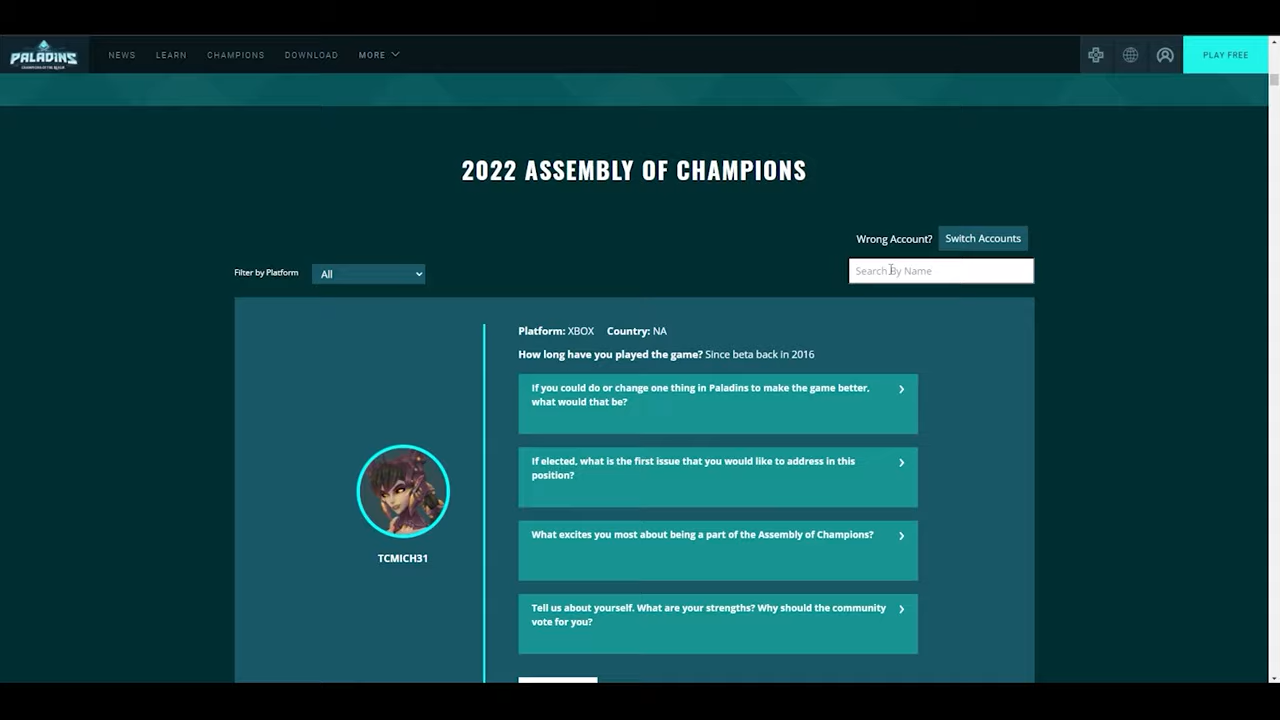 PALADINS
CHAMPIONS OF THE REALM
NEWS LEARN CHAMPIONS DOWNLOAD MORE
PLAY FREE
2022 ASSEMBLY OF CHAMPIONS
Wrong Account? Switch Accounts
Filter by Platform All
Search By Name
Platform: XBOX Country: NA
How long have you played the game? Since beta back in 2016
If you could do or change one thing in Paladins to make the game better,
what would that be?
If elected, what is the first issue that you would like to address in this
position?
What excites you most about being a part of the Assembly of Champions?
TCMICH31
Tell us about yourself. What are your strengths? Why should the community
vote for you?